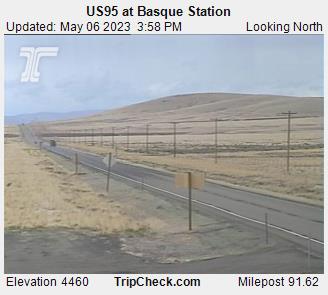 US95 at Basque Station
Updated: May 06 2023 3:58 PM Looking North
Elevation 4460 TripCheck.com Milepost 91.62